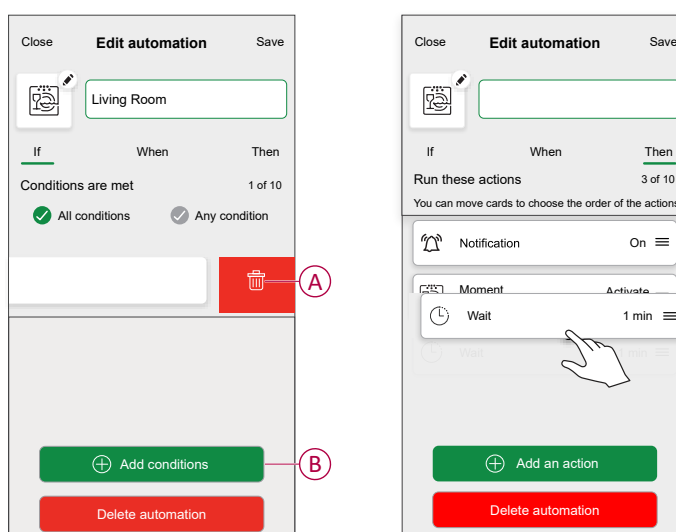 Close Edit automation Save
Living Room
If When Then
Conditions are met 1 of 10
All conditions Any condition
A
Add conditions
B
Delete automation
Close Edit automation Save
If When Then
Run these actions 3 of 10
You can move cards to choose the order of the actions
Notification On
Moment Activate
Wait 1 min
Wait 1 min
Add an action
Delete automation